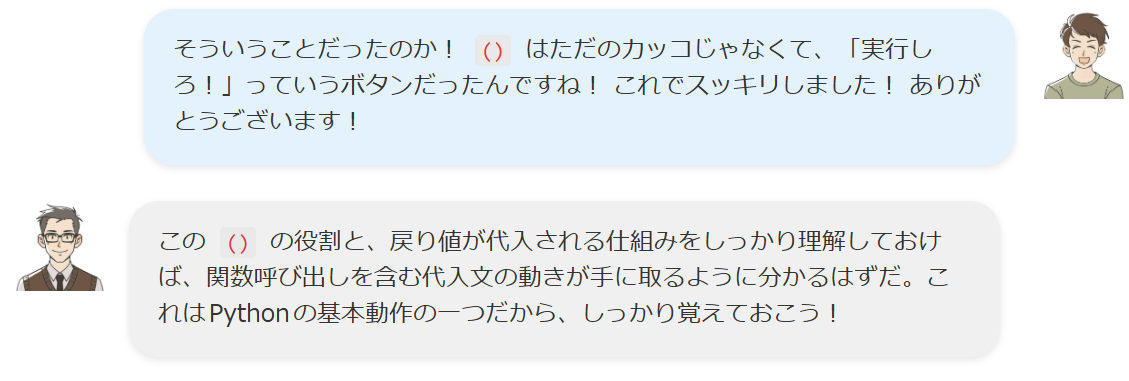 そういうことだったのか！ () はただのカッコじゃなくて、「実行し
ろ！」っていうボタンだったんですね！ これでスッキリしました！ ありが
とうございます！
この () の役割と、戻り値が代入される仕組みをしっかり理解しておけ
ば、関数呼び出しを含む代入文の動きが手に取るように分かるはずだ。こ
れはPythonの基本動作の一つだから、しっかり覚えておこう！